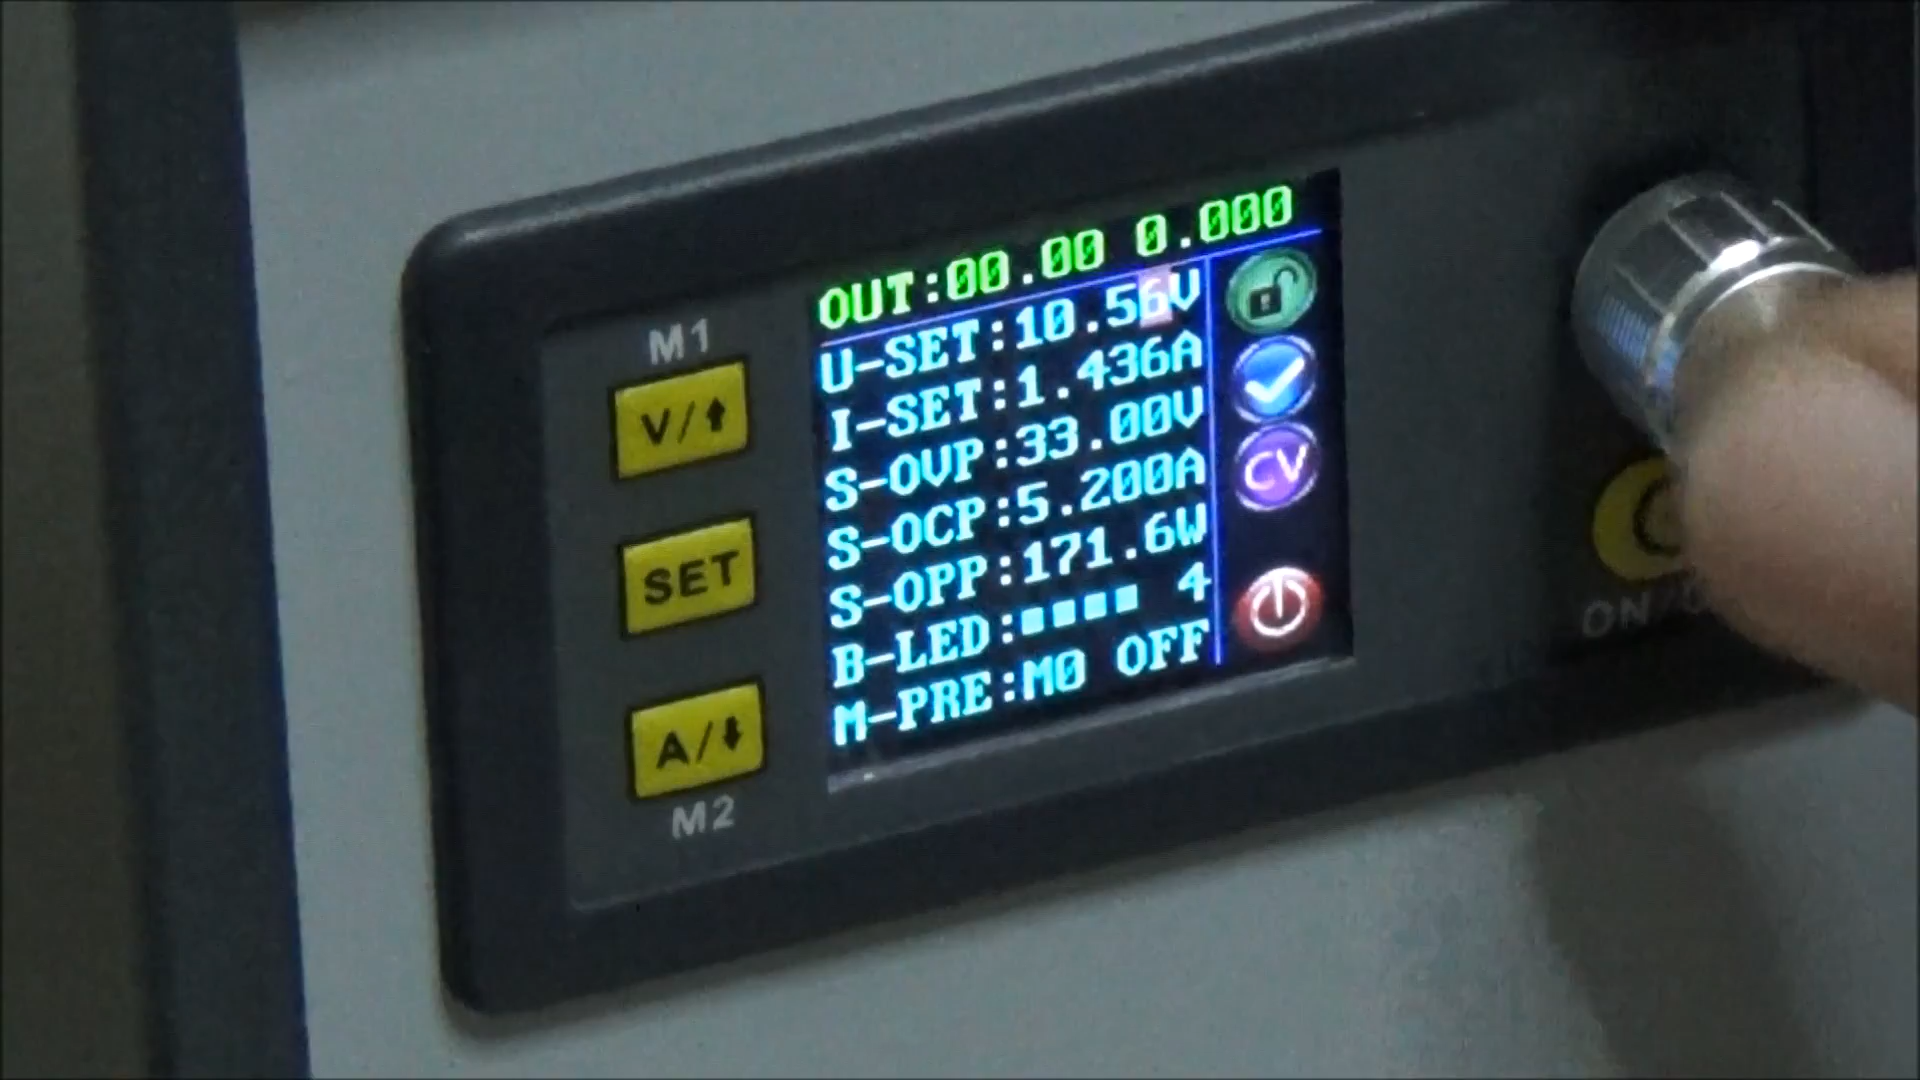 OUT:00.00 0.000
U-SET:10.56V
I-SET:1.436A
S-OVP:33.00V
S-OCP:5.200A
S-OPP:171.6W
B-LED: 4
M-PRE:M0 OFF
CV
M1
V/⬆
SET
A/⬇
M2